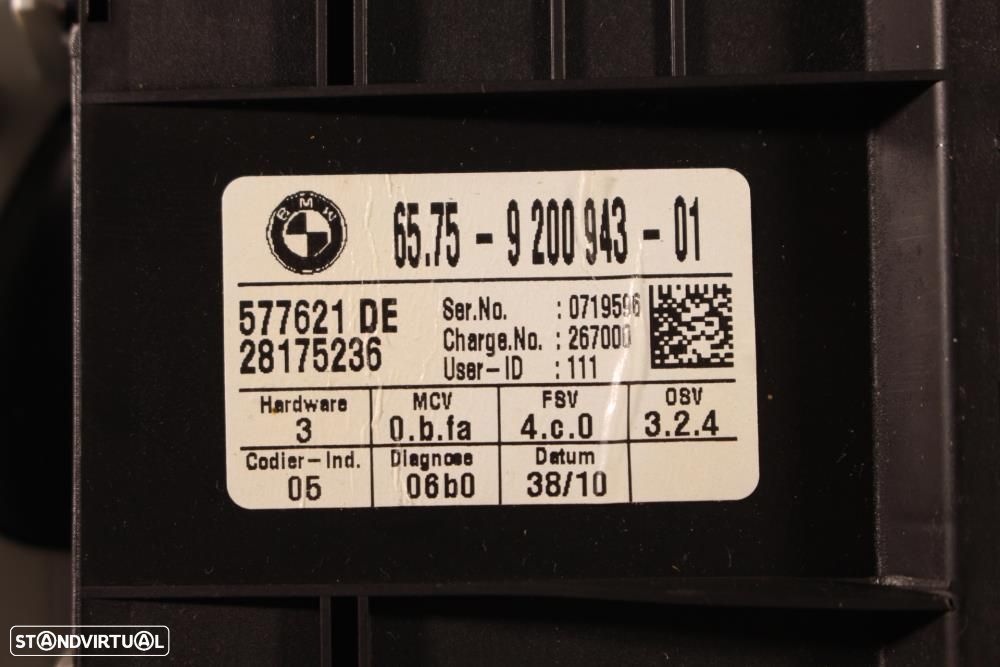 BMW
65.75 - 9 200 943 - 01
577621 DE
28175236
Ser.No. : 0719596
Charge.No. : 267000
User-ID : 111
Hardware MCV FSV OSV
3 0.b.fa 4.c.0 3.2.4
Codier-Ind. Diagnose Datum
05 06b0 38/10
STANDVIRTUAL